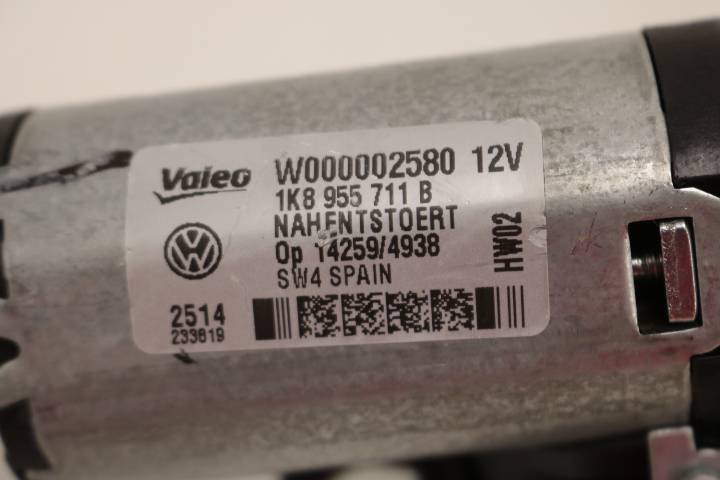 Valeo
W000002580 12V
1K8 955 711 B
NAHENTSTOERT
Op 14259/4938
SW4 SPAIN
HW02
2514
233819